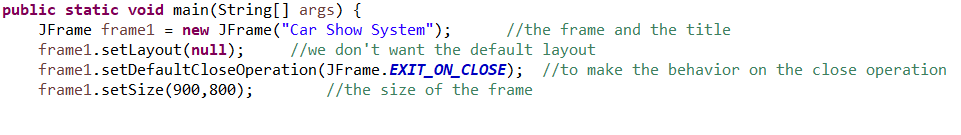 public static void main(String[] args) {
JFrame frame1 = new JFrame("Car Show System");       //the frame and the title
frame1.setLayout(null);      //we don't want the default layout
frame1.setDefaultCloseOperation(JFrame.EXIT_ON_CLOSE);  //to make the behavior on the close operation
frame1.setSize(900,800);          //the size of the frame